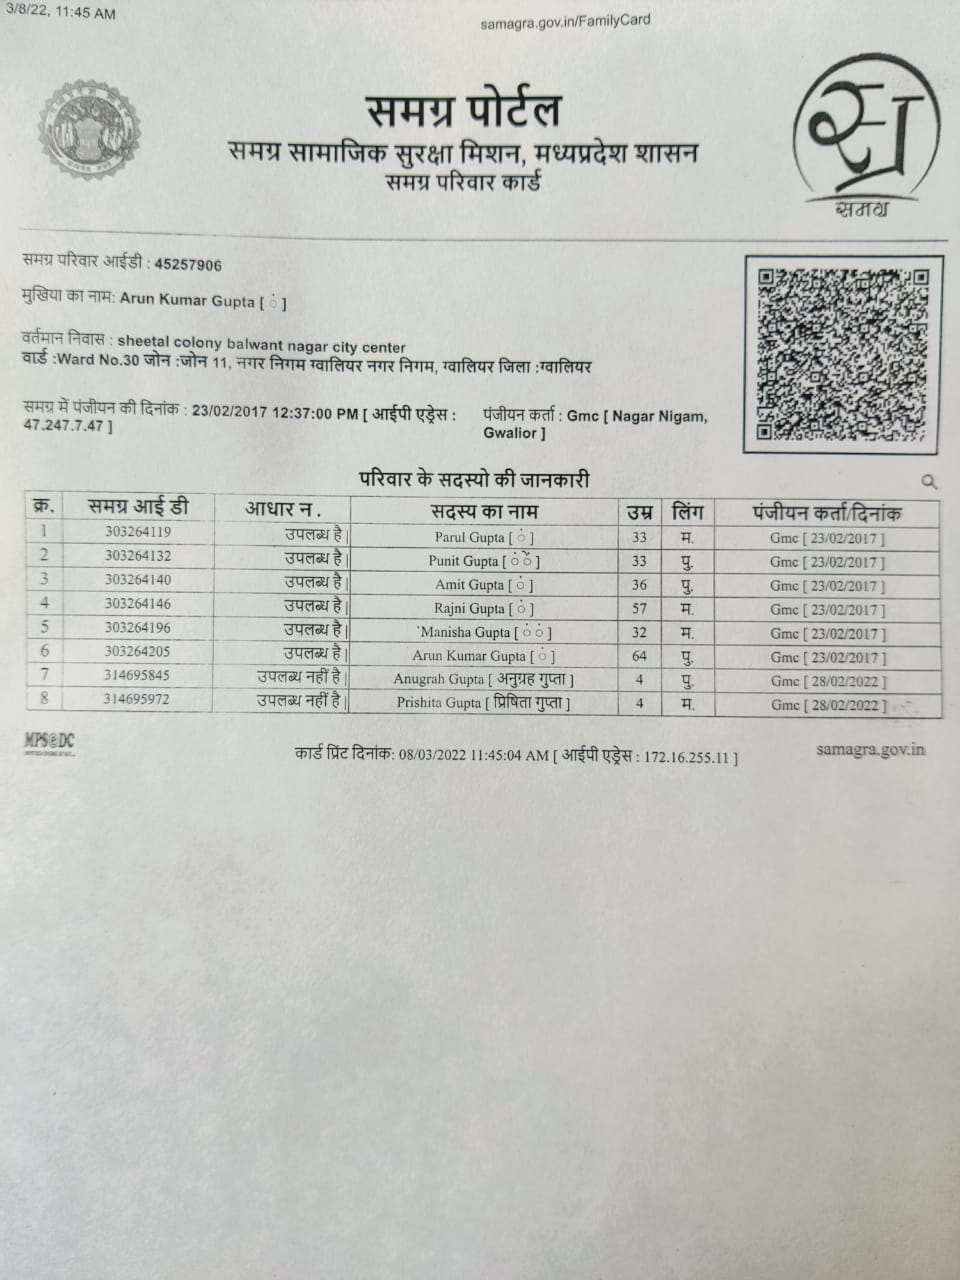 3/8/22, 11:45 AM
samagra.gov.in/FamilyCard
समग्र पोर्टल
समग्र सामाजिक सुरक्षा मिशन, मध्यप्रदेश शासन
समग्र परिवार कार्ड
समग्र
समग्र परिवार आईडी : 45257906
मुखिया का नाम: Arun Kumar Gupta [ ं ]
वर्तमान निवास : sheetal colony balwant nagar city center
वार्ड :Ward No.30 जोन :जोन 11, नगर निगम ग्वालियर नगर निगम, ग्वालियर जिला :ग्वालियर
समग्र में पंजीयन की दिनांक : 23/02/2017 12:37:00 PM [ आईपी एड्रेस : 47.247.7.47 ]
पंजीयन कर्ता : Gmc [ Nagar Nigam, Gwalior ]
परिवार के सदस्यो की जानकारी
क्र. समग्र आई डी आधार न . सदस्य का नाम उम्र लिंग पंजीयन कर्ता/दिनांक
1 303264119 उपलब्ध है| Parul Gupta [ ं ] 33 म. Gmc [ 23/02/2017 ]
2 303264132 उपलब्ध है| Punit Gupta [ ं ें ] 33 पु. Gmc [ 23/02/2017 ]
3 303264140 उपलब्ध है| Amit Gupta [ ं ] 36 पु. Gmc [ 23/02/2017 ]
4 303264146 उपलब्ध है| Rajni Gupta [ ं ] 57 म. Gmc [ 23/02/2017 ]
5 303264196 उपलब्ध है| `Manisha Gupta [ ं ं ] 32 म. Gmc [ 23/02/2017 ]
6 303264205 उपलब्ध है| Arun Kumar Gupta [ ं ] 64 पु. Gmc [ 23/02/2017 ]
7 314695845 उपलब्ध नहीं है| Anugrah Gupta [ अनुग्रह गुप्ता ] 4 पु. Gmc [ 28/02/2022 ]
8 314695972 उपलब्ध नहीं है| Prishita Gupta [ प्रिषिता गुप्ता ] 4 म. Gmc [ 28/02/2022 ]
MPSeDC
कार्ड प्रिंट दिनांक: 08/03/2022 11:45:04 AM [ आईपी एड्रेस : 172.16.255.11 ]
samagra.gov.in